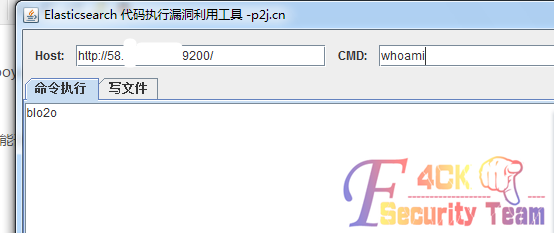 Elasticsearch 代码执行漏洞利用工具 -p2j.cn
Host: http://58. 9200/ CMD: whoami
命令执行 写文件
blo2o
F4CK
Security Team